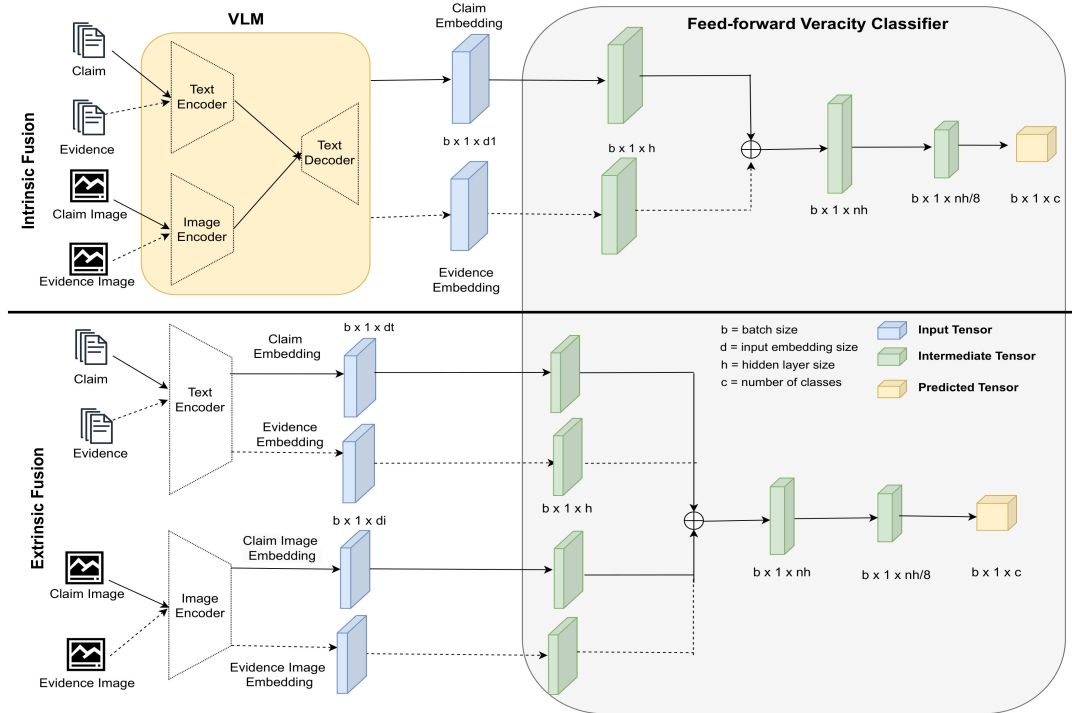 VLM
Claim
Embedding
Feed-forward Veracity Classifier
Claim
Text
Encoder
Evidence
Text
Decoder
b x 1 x d1
b x 1 x h
Intrinsic Fusion
Claim Image
Image
Encoder
b x 1 x nh
b x 1 x nh/8
b x 1 x c
Evidence Image
Evidence
Embedding
b x 1 x dt
Claim
Embedding
b = batch size
d = input embedding size
h = hidden layer size
c = number of classes
Input Tensor
Intermediate Tensor
Predicted Tensor
Claim
Text
Encoder
Evidence
Evidence
Embedding
Extrinsic Fusion
b x 1 x di
b x 1 x h
Claim Image
Embedding
Claim Image
Image
Encoder
b x 1 x nh
b x 1 x nh/8
b x 1 x c
Evidence Image
Evidence Image
Embedding